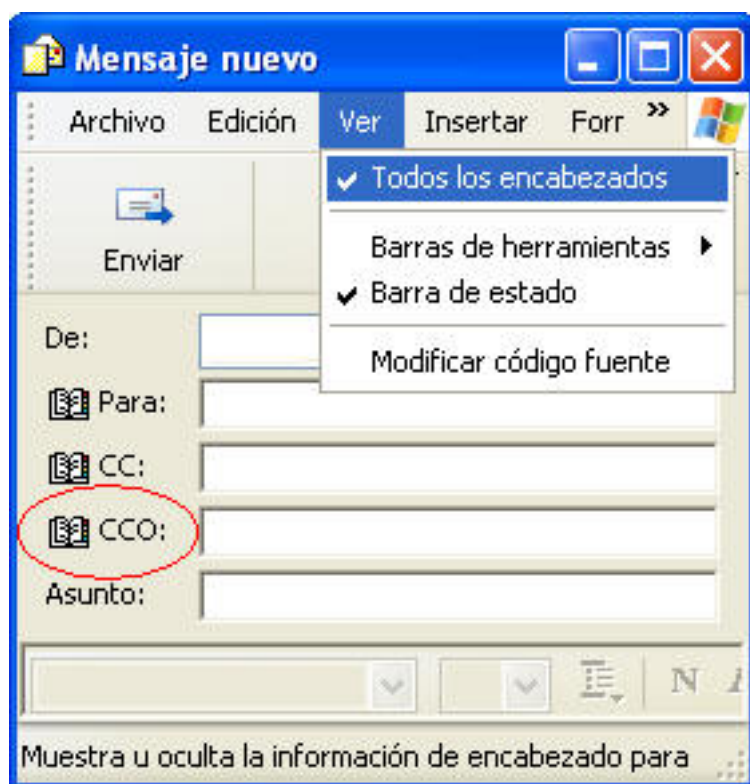 Mensaje nuevo
Archivo Edición Ver Insertar Forr »
Todos los encabezados
Enviar
Barras de herramientas
Barra de estado
De:
Modificar código fuente
Para:
CC:
CCO:
Asunto:
N I
Muestra u oculta la información de encabezado para